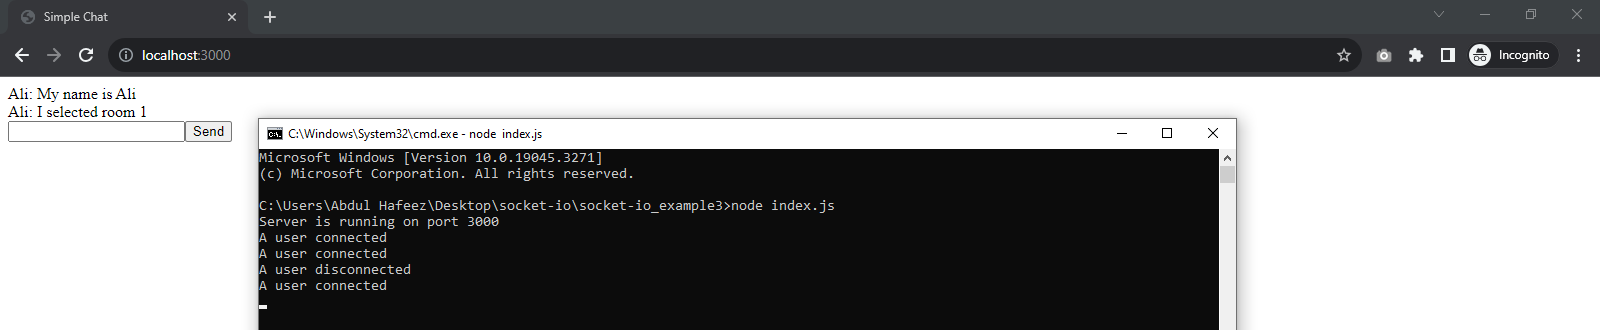 Simple Chat
localhost:3000
Incognito
Ali: My name is Ali
Ali: I selected room 1
Send
C:\Windows\System32\cmd.exe - node  index.js
Microsoft Windows [Version 10.0.19045.3271]
(c) Microsoft Corporation. All rights reserved.
C:\Users\Abdul Hafeez\Desktop\socket-io\socket-io_example3>node index.js
Server is running on port 3000
A user connected
A user connected
A user disconnected
A user connected